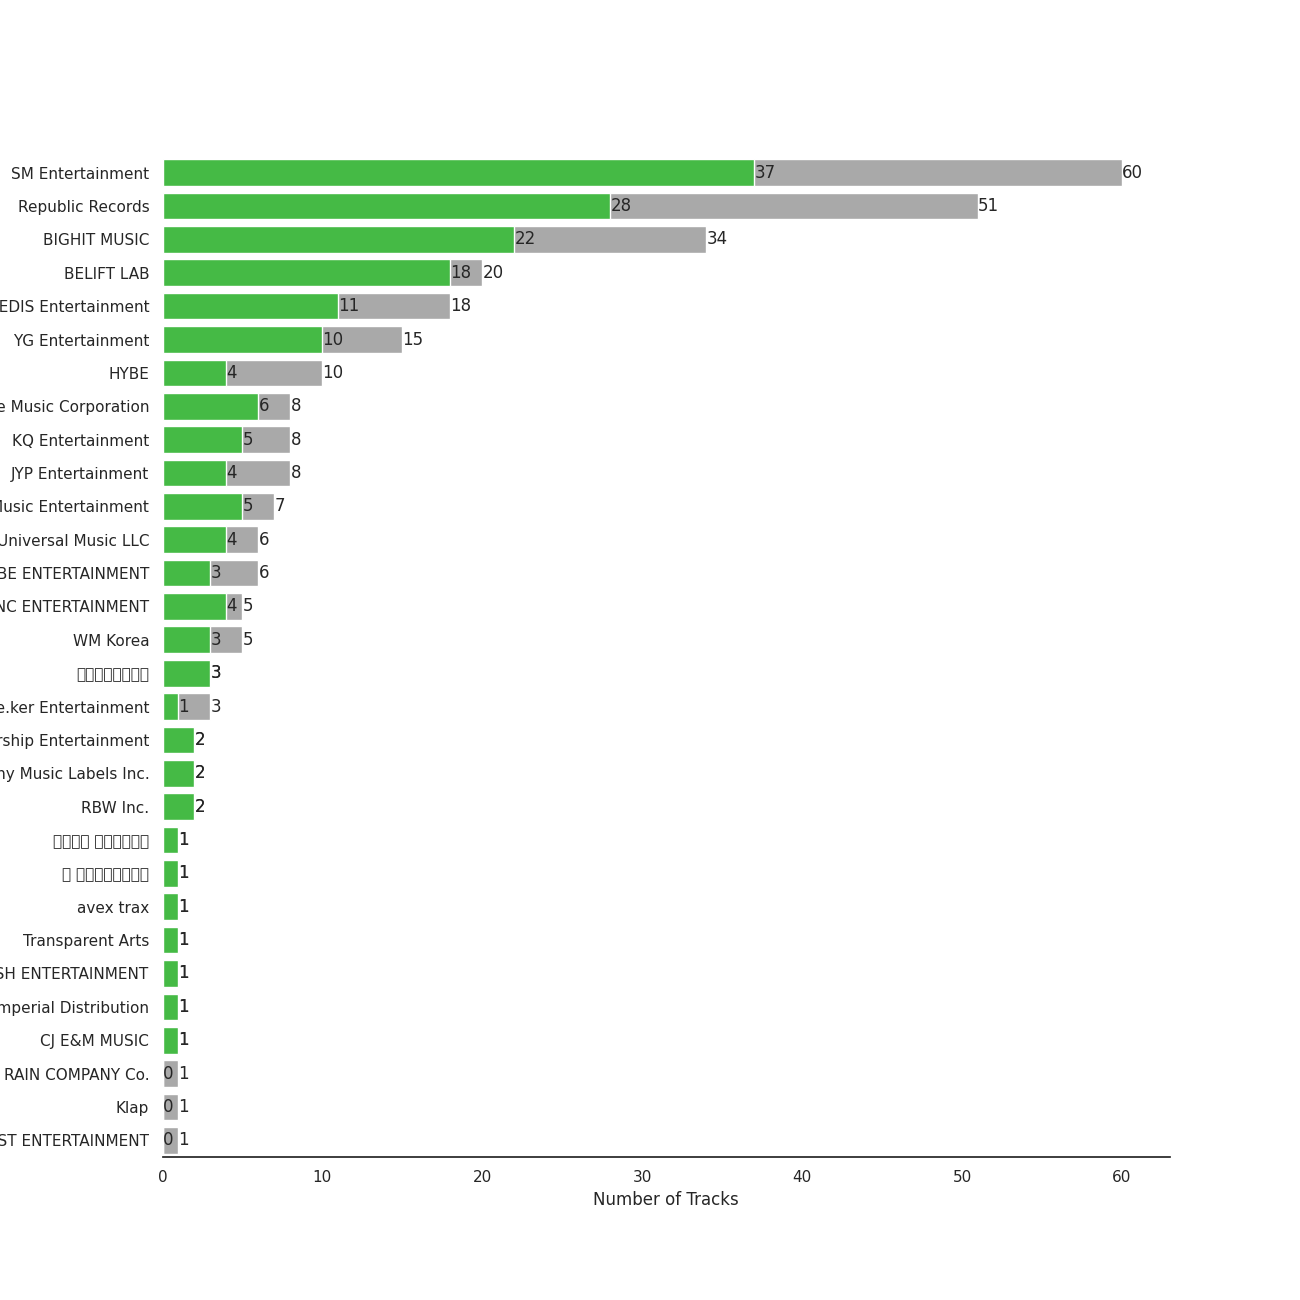 SM Entertainment 37 60
Republic Records 28 51
BIGHIT MUSIC 22 34
BELIFT LAB 18 20
EDIS Entertainment 11 18
YG Entertainment 10 15
HYBE 4 10
e Music Corporation 6 8
KQ Entertainment 5 8
JYP Entertainment 4 8
Music Entertainment 5 7
Universal Music LLC 4 6
BE ENTERTAINMENT 3 6
NC ENTERTAINMENT 4 5
WM Korea 3 5
3
e.ker Entertainment 1 3
rship Entertainment 2
ny Music Labels Inc. 2
RBW Inc. 2
1
1
avex trax 1
Transparent Arts 1
SH ENTERTAINMENT 1
mperial Distribution 1
CJ E&M MUSIC 1
RAIN COMPANY Co. 0 1
Klap 0 1
ST ENTERTAINMENT 0 1
0 10 20 30 40 50 60
Number of Tracks